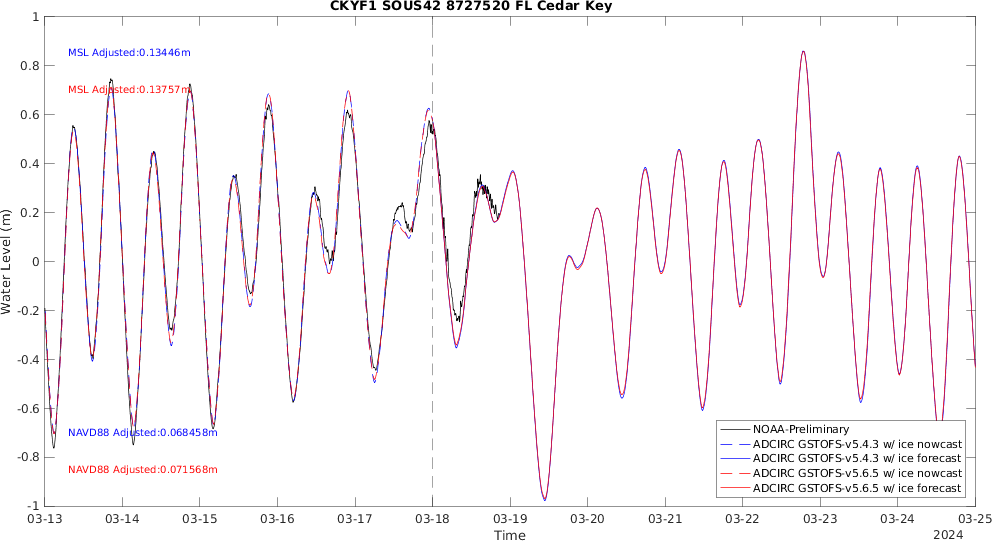 CKYF1 SOUS42 8727520 FL Cedar Key
1
0.8
0.6
0.4
0.2
0
-0.2
-0.4
-0.6
-0.8
-1
Water Level (m)
MSL Adjusted:0.13446m
MSL Adjusted:0.13757m
NAVD88 Adjusted:0.068458m
NAVD88 Adjusted:0.071568m
NOAA-Preliminary
ADCIRC GSTOFS-v5.4.3 w/ ice nowcast
ADCIRC GSTOFS-v5.4.3 w/ ice forecast
ADCIRC GSTOFS-v5.6.5 w/ ice nowcast
ADCIRC GSTOFS-v5.6.5 w/ ice forecast
03-13 03-14 03-15 03-16 03-17 03-18 03-19 03-20 03-21 03-22 03-23 03-24 03-25
Time
2024